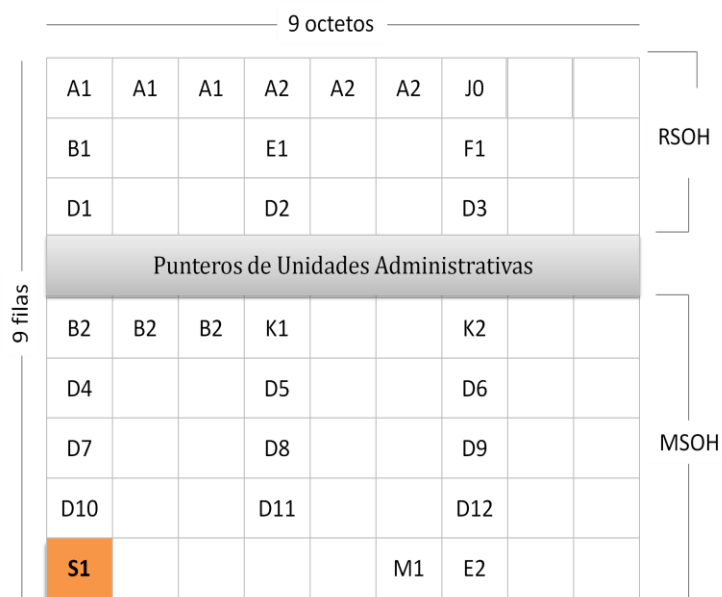 9 octetos
A1 A1 A1 A2 A2 A2 J0
B1 E1 F1
RSOH
D1 D2 D3
Punteros de Unidades Administrativas
9 filas
B2 B2 B2 K1 K2
D4 D5 D6
D7 D8 D9
MSOH
D10 D11 D12
S1 M1 E2